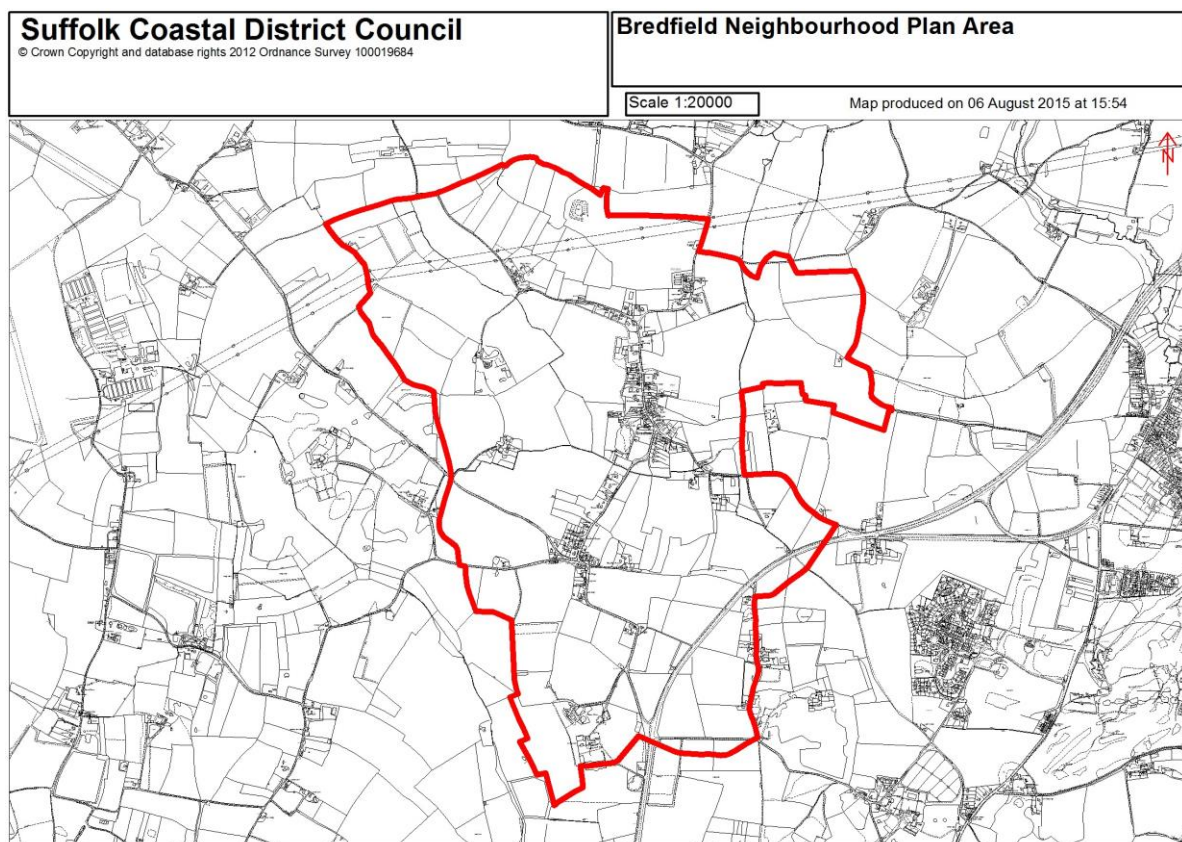 Suffolk Coastal District Council
© Crown Copyright and database rights 2012 Ordnance Survey 100019684
Bredfield Neighbourhood Plan Area
Scale 1:20000
Map produced on 06 August 2015 at 15:54
N